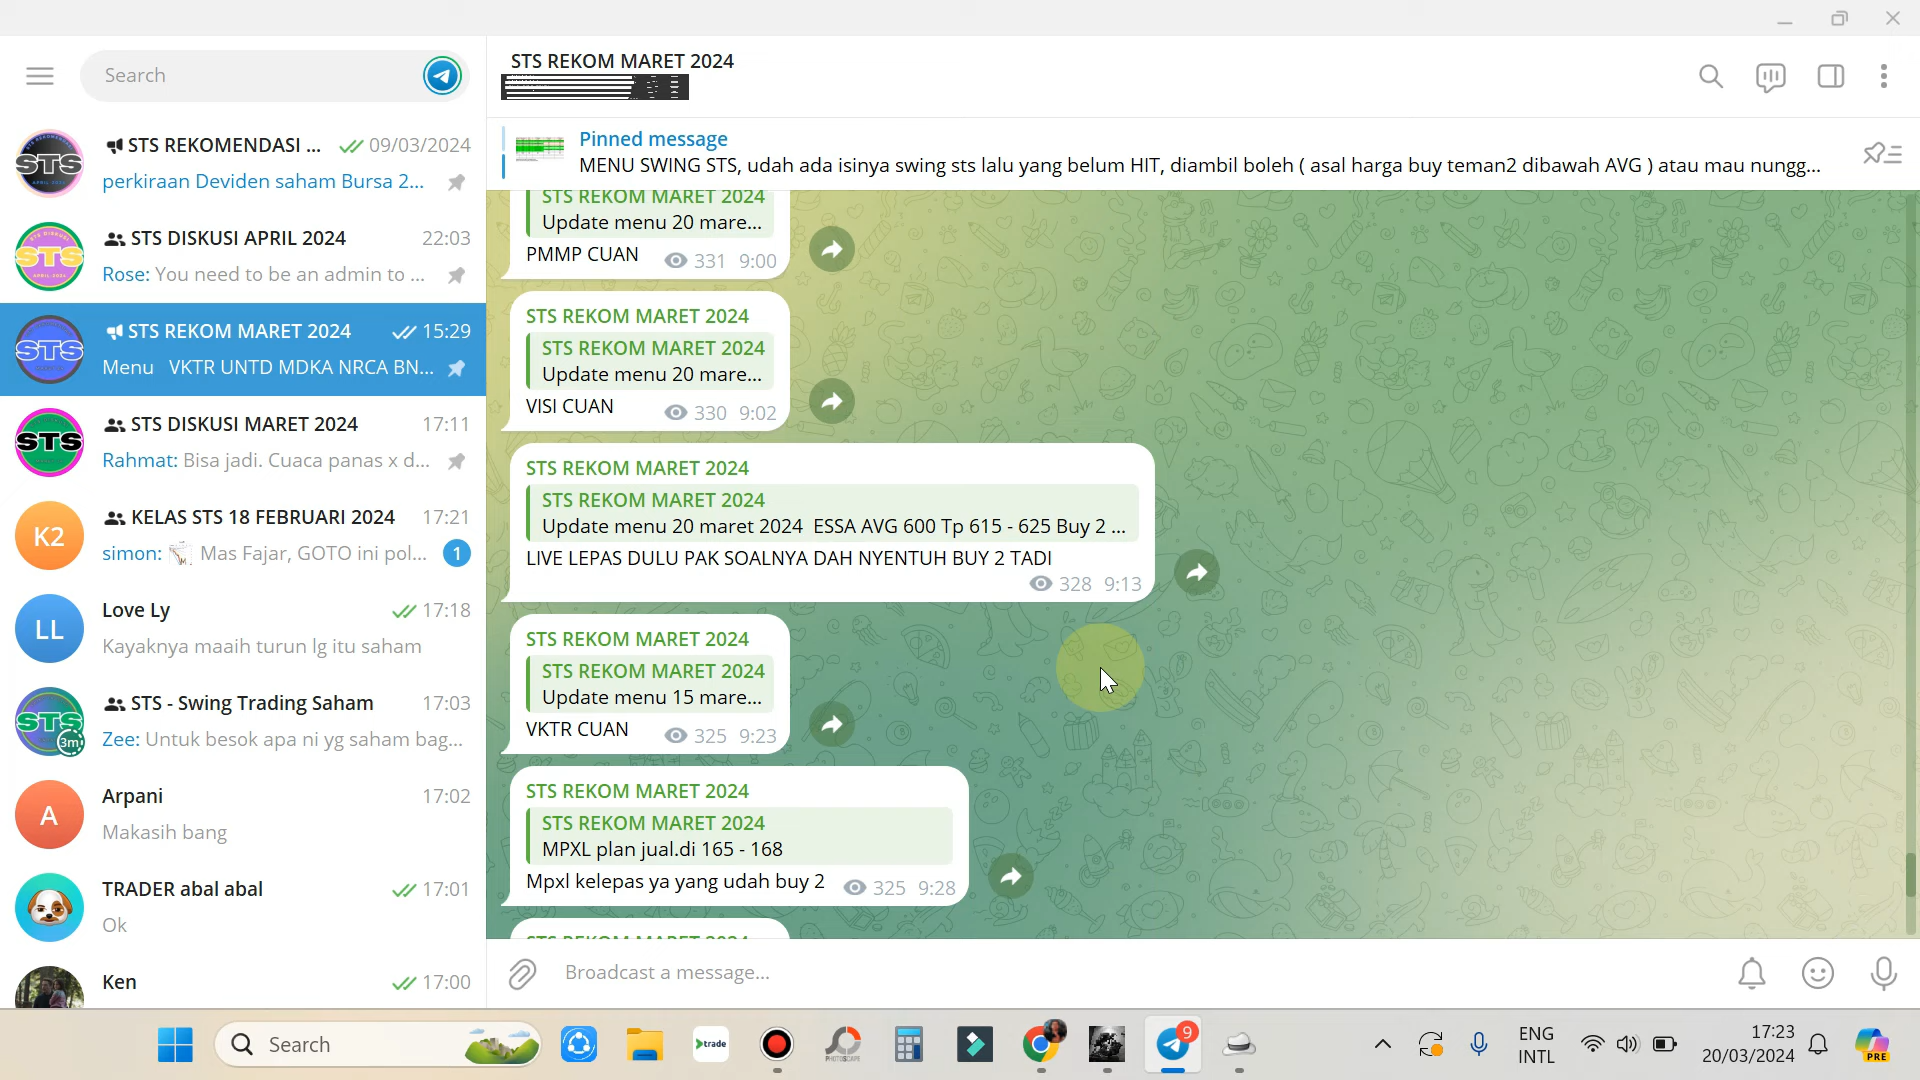 Search
STS REKOMENDASI ... 09/03/2024
perkiraan Deviden saham Bursa 2...
STS DISKUSI APRIL 2024 22:03
Rose: You need to be an admin to ...
STS REKOM MARET 2024 15:29
Menu VKTR UNTD MDKA NRCA BN...
STS DISKUSI MARET 2024 17:11
Rahmat: Bisa jadi. Cuaca panas x d...
K2
KELAS STS 18 FEBRUARI 2024 17:21
simon: Mas Fajar, GOTO ini pol... 1
LL
Love Ly 17:18
Kayaknya maaih turun lg itu saham
STS - Swing Trading Saham 17:03
3m
Zee: Untuk besok apa ni yg saham bag...
A
Arpani 17:02
Makasih bang
TRADER abal abal 17:01
Ok
Ken 17:00
STS REKOM MARET 2024
Pinned message
MENU SWING STS, udah ada isinya swing sts lalu yang belum HIT, diambil boleh ( asal harga buy teman2 dibawah AVG ) atau mau nungg...
STS REKOM MARET 2024
Update menu 20 mare...
PMMP CUAN 331 9:00
STS REKOM MARET 2024
STS REKOM MARET 2024
Update menu 20 mare...
VISI CUAN 330 9:02
STS REKOM MARET 2024
STS REKOM MARET 2024
Update menu 20 maret 2024 ESSA AVG 600 Tp 615 - 625 Buy 2 ...
LIVE LEPAS DULU PAK SOALNYA DAH NYENTUH BUY 2 TADI
328 9:13
STS REKOM MARET 2024
STS REKOM MARET 2024
Update menu 15 mare...
VKTR CUAN 325 9:23
STS REKOM MARET 2024
STS REKOM MARET 2024
MPXL plan jual.di 165 - 168
Mpxl kelepas ya yang udah buy 2 325 9:28
STS REKOM MARET 2024
Broadcast a message...
Search
trade
PHOTOSCAPE
9
ENG
INTL
17:23
20/03/2024
PRE